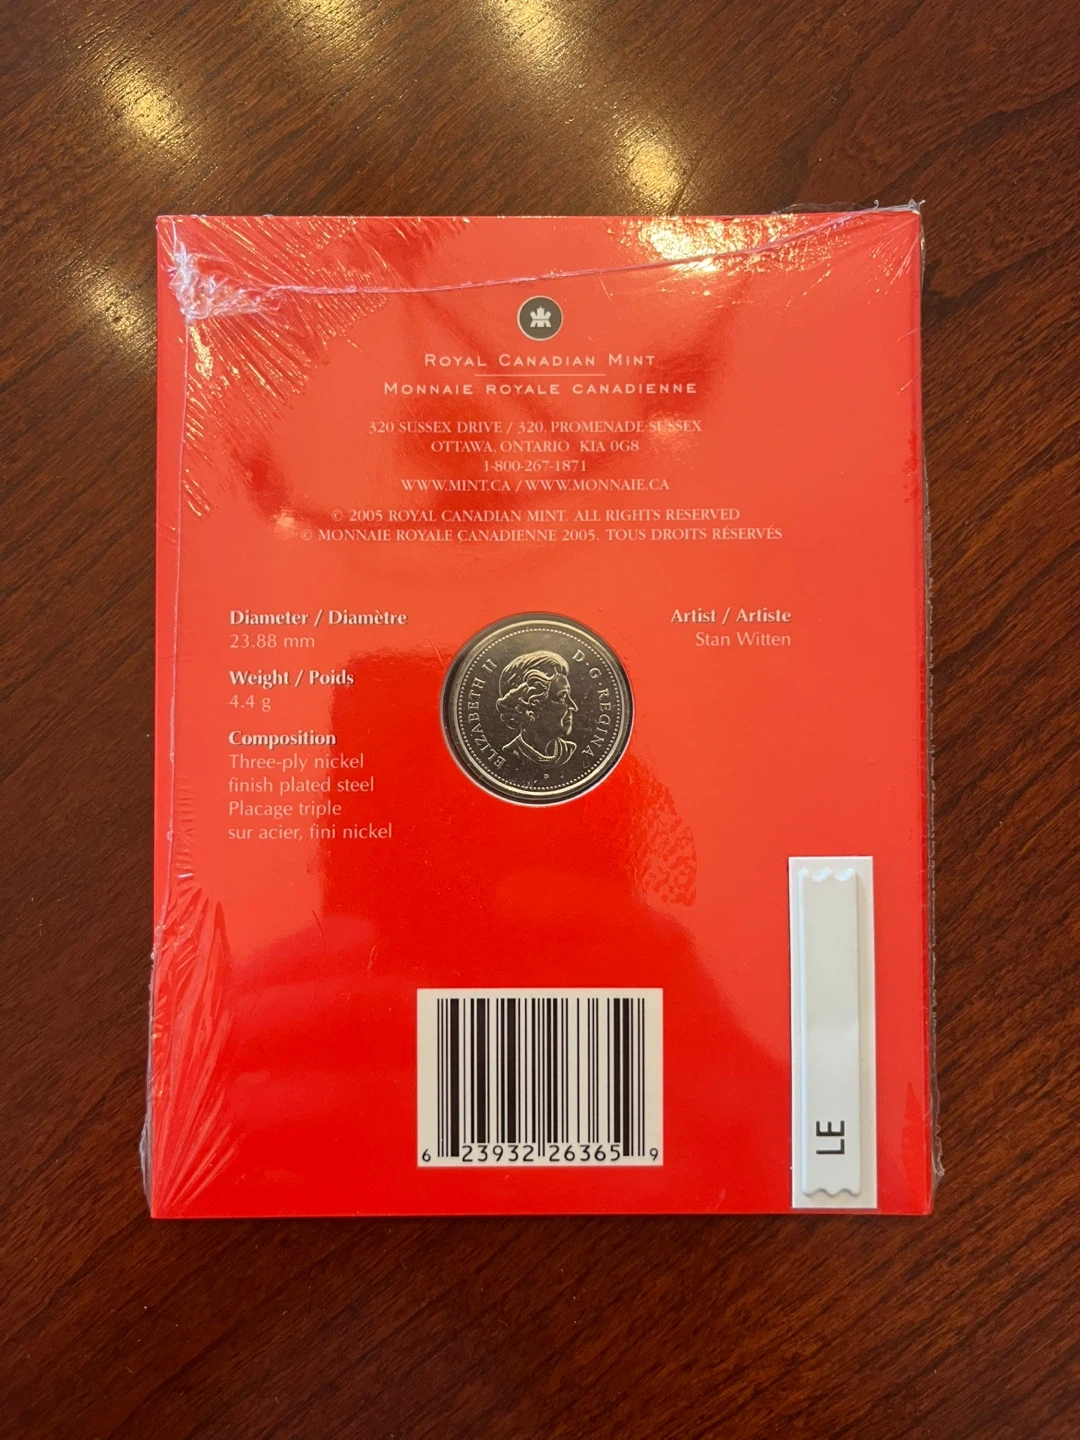 ROYAL CANADIAN MINT
MONNAIE ROYALE CANADIENNE
320 SUSSEX DRIVE / 320, PROMENADE SUSSEX
OTTAWA, ONTARIO K1A 0G8
1-800-267-1871
WWW.MINT.CA / WWW.MONNAIE.CA
© 2005 ROYAL CANADIAN MINT. ALL RIGHTS RESERVED
© MONNAIE ROYALE CANADIENNE 2005. TOUS DROITS RÉSERVÉS
Diameter / Diamètre
23.88 mm
Weight / Poids
4.4 g
Composition
Three-ply nickel
finish plated steel
Placage triple
sur acier, fini nickel
ELIZABETH II D·G·REGINA
P
Artist / Artiste
Stan Witten
6 23932 26365 9
LE